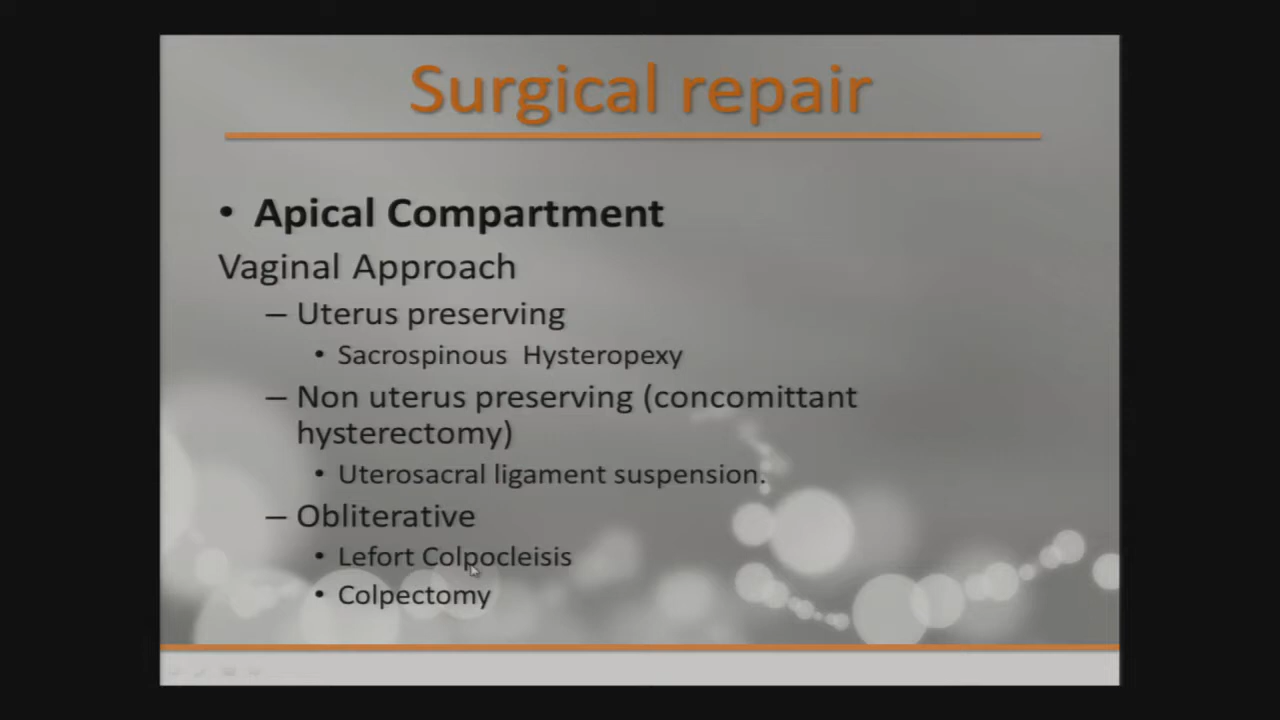 Surgical repair
• Apical Compartment
Vaginal Approach
– Uterus preserving
• Sacrospinous Hysteropexy
– Non uterus preserving (concomittant
hysterectomy)
• Uterosacral ligament suspension.
– Obliterative
• Lefort Colpocleisis
• Colpectomy